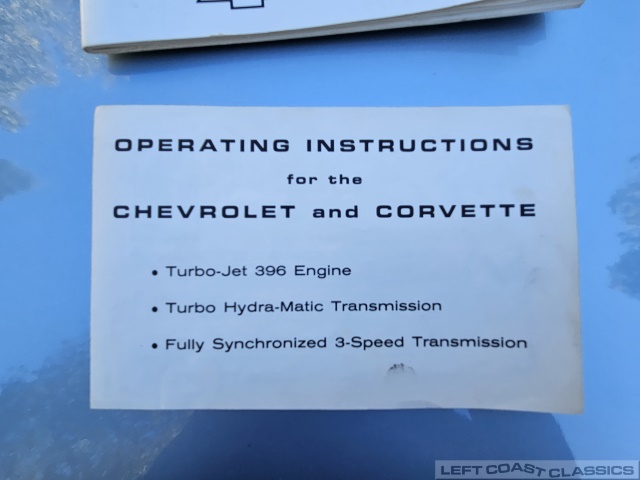 OPERATING INSTRUCTIONS
for the
CHEVROLET and CORVETTE
• Turbo-Jet 396 Engine
• Turbo Hydra-Matic Transmission
• Fully Synchronized 3-Speed Transmission
LEFT COAST CLASSICS